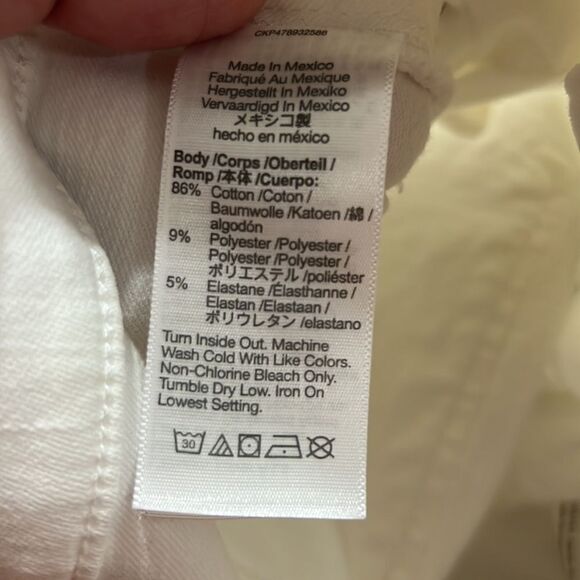 CKP478932588
Made In Mexico
Fabriqué Au Mexique
Hergestellt In Mexiko
Vervaardigd In Mexico
メキシコ製
hecho en méxico
Body /Corps /Oberteil /
Romp /本体 /Cuerpo:
86% Cotton /Coton /
Baumwolle /Katoen /綿 /
algodón
9% Polyester /Polyester /
Polyester /Polyester /
ポリエステル /poliéster
5% Elastane /Élasthanne /
Elastan /Elastaan /
ポリウレタン /elastano
Turn Inside Out. Machine
Wash Cold With Like Colors.
Non-Chlorine Bleach Only.
Tumble Dry Low. Iron On
Lowest Setting.
30